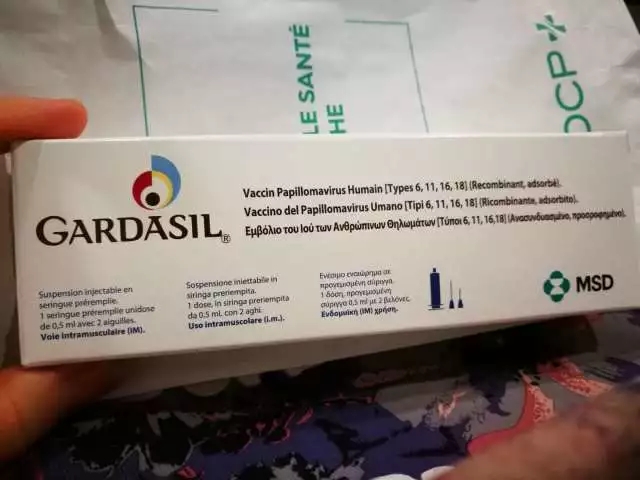 LE SANTÉ
HE
OCP
GARDASIL®
Vaccin Papillomavirus Humain [Types 6, 11, 16, 18] (Recombinant, adsorbé).
Vaccino del Papillomavirus Umano [Tipi 6, 11, 16, 18] (Ricombinante, adsorbito).
Εμβόλιο του Ιού των Ανθρώπινων Θηλωμάτων [Τύποι 6, 11, 16,18] (Ανασυνδυασμένο, προσροφημένο).
Suspension injectable en
seringue préremplie.
1 seringue préremplie unidose
de 0,5 ml avec 2 aiguilles.
Voie intramusculaire (IM).
Sospensione iniettabile in
siringa preriempita.
1 dose, in siringa preriempita
da 0,5 ml, con 2 aghi.
Uso intramuscolare (i.m.).
Ενέσιμο εναιώρημα σε
προγεμισμένη σύριγγα.
1 δόση, προγεμισμένη
σύριγγα 0,5 ml με 2 βελόνες.
Ενδομυϊκή (IM) χρήση.
MSD